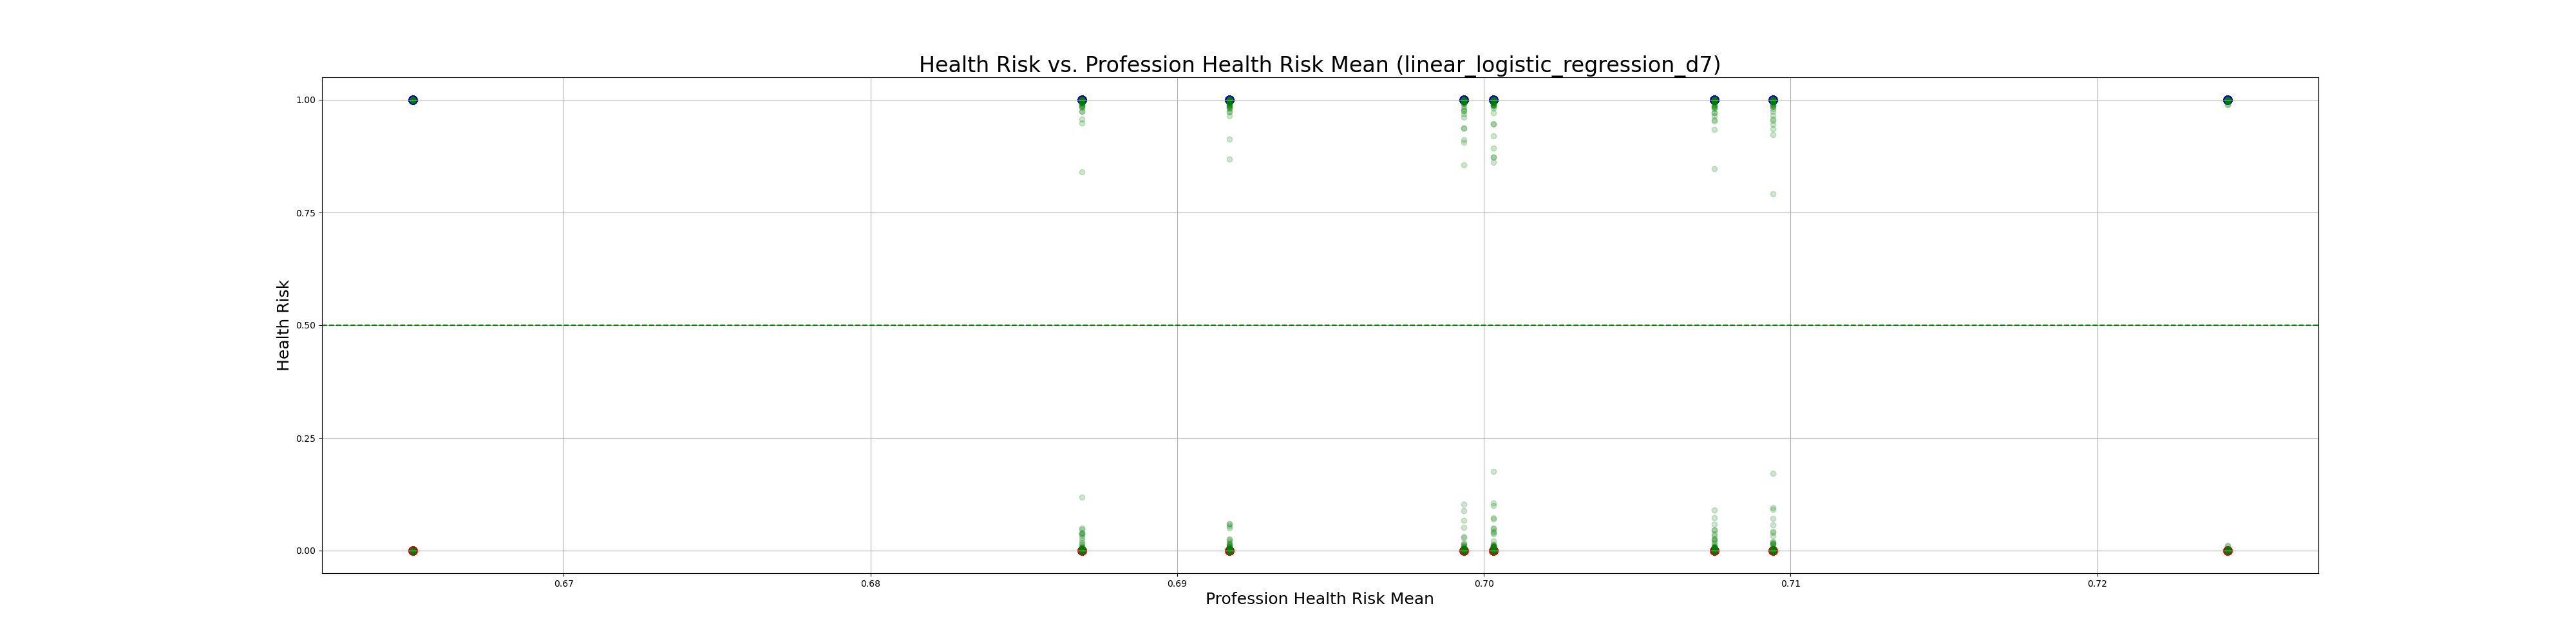 Health Risk vs. Profession Health Risk Mean (linear_logistic_regression_d7)
1.00
0.75
0.50
0.25
0.00
Health Risk
0.67 0.68 0.69 0.70 0.71 0.72
Profession Health Risk Mean